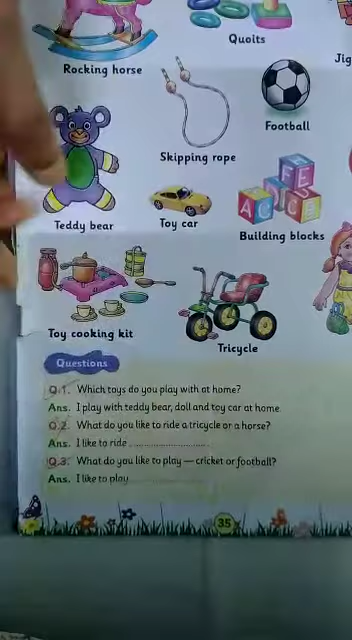 Quoits
Jig
Rocking horse
Football
Skipping rope
Teddy bear
Toy car
F E
A C C E
Building blocks
Toy cooking kit
Tricycle
Questions
Q.1. Which toys do you play with at home?
Ans. I play with teddy bear, doll and toy car at home
Q.2. What do you like to ride a tricycle or a horse?
Ans. I like to ride ....................
Q.3. What do you like to play — cricket or football?
Ans. I like to play ....................
35